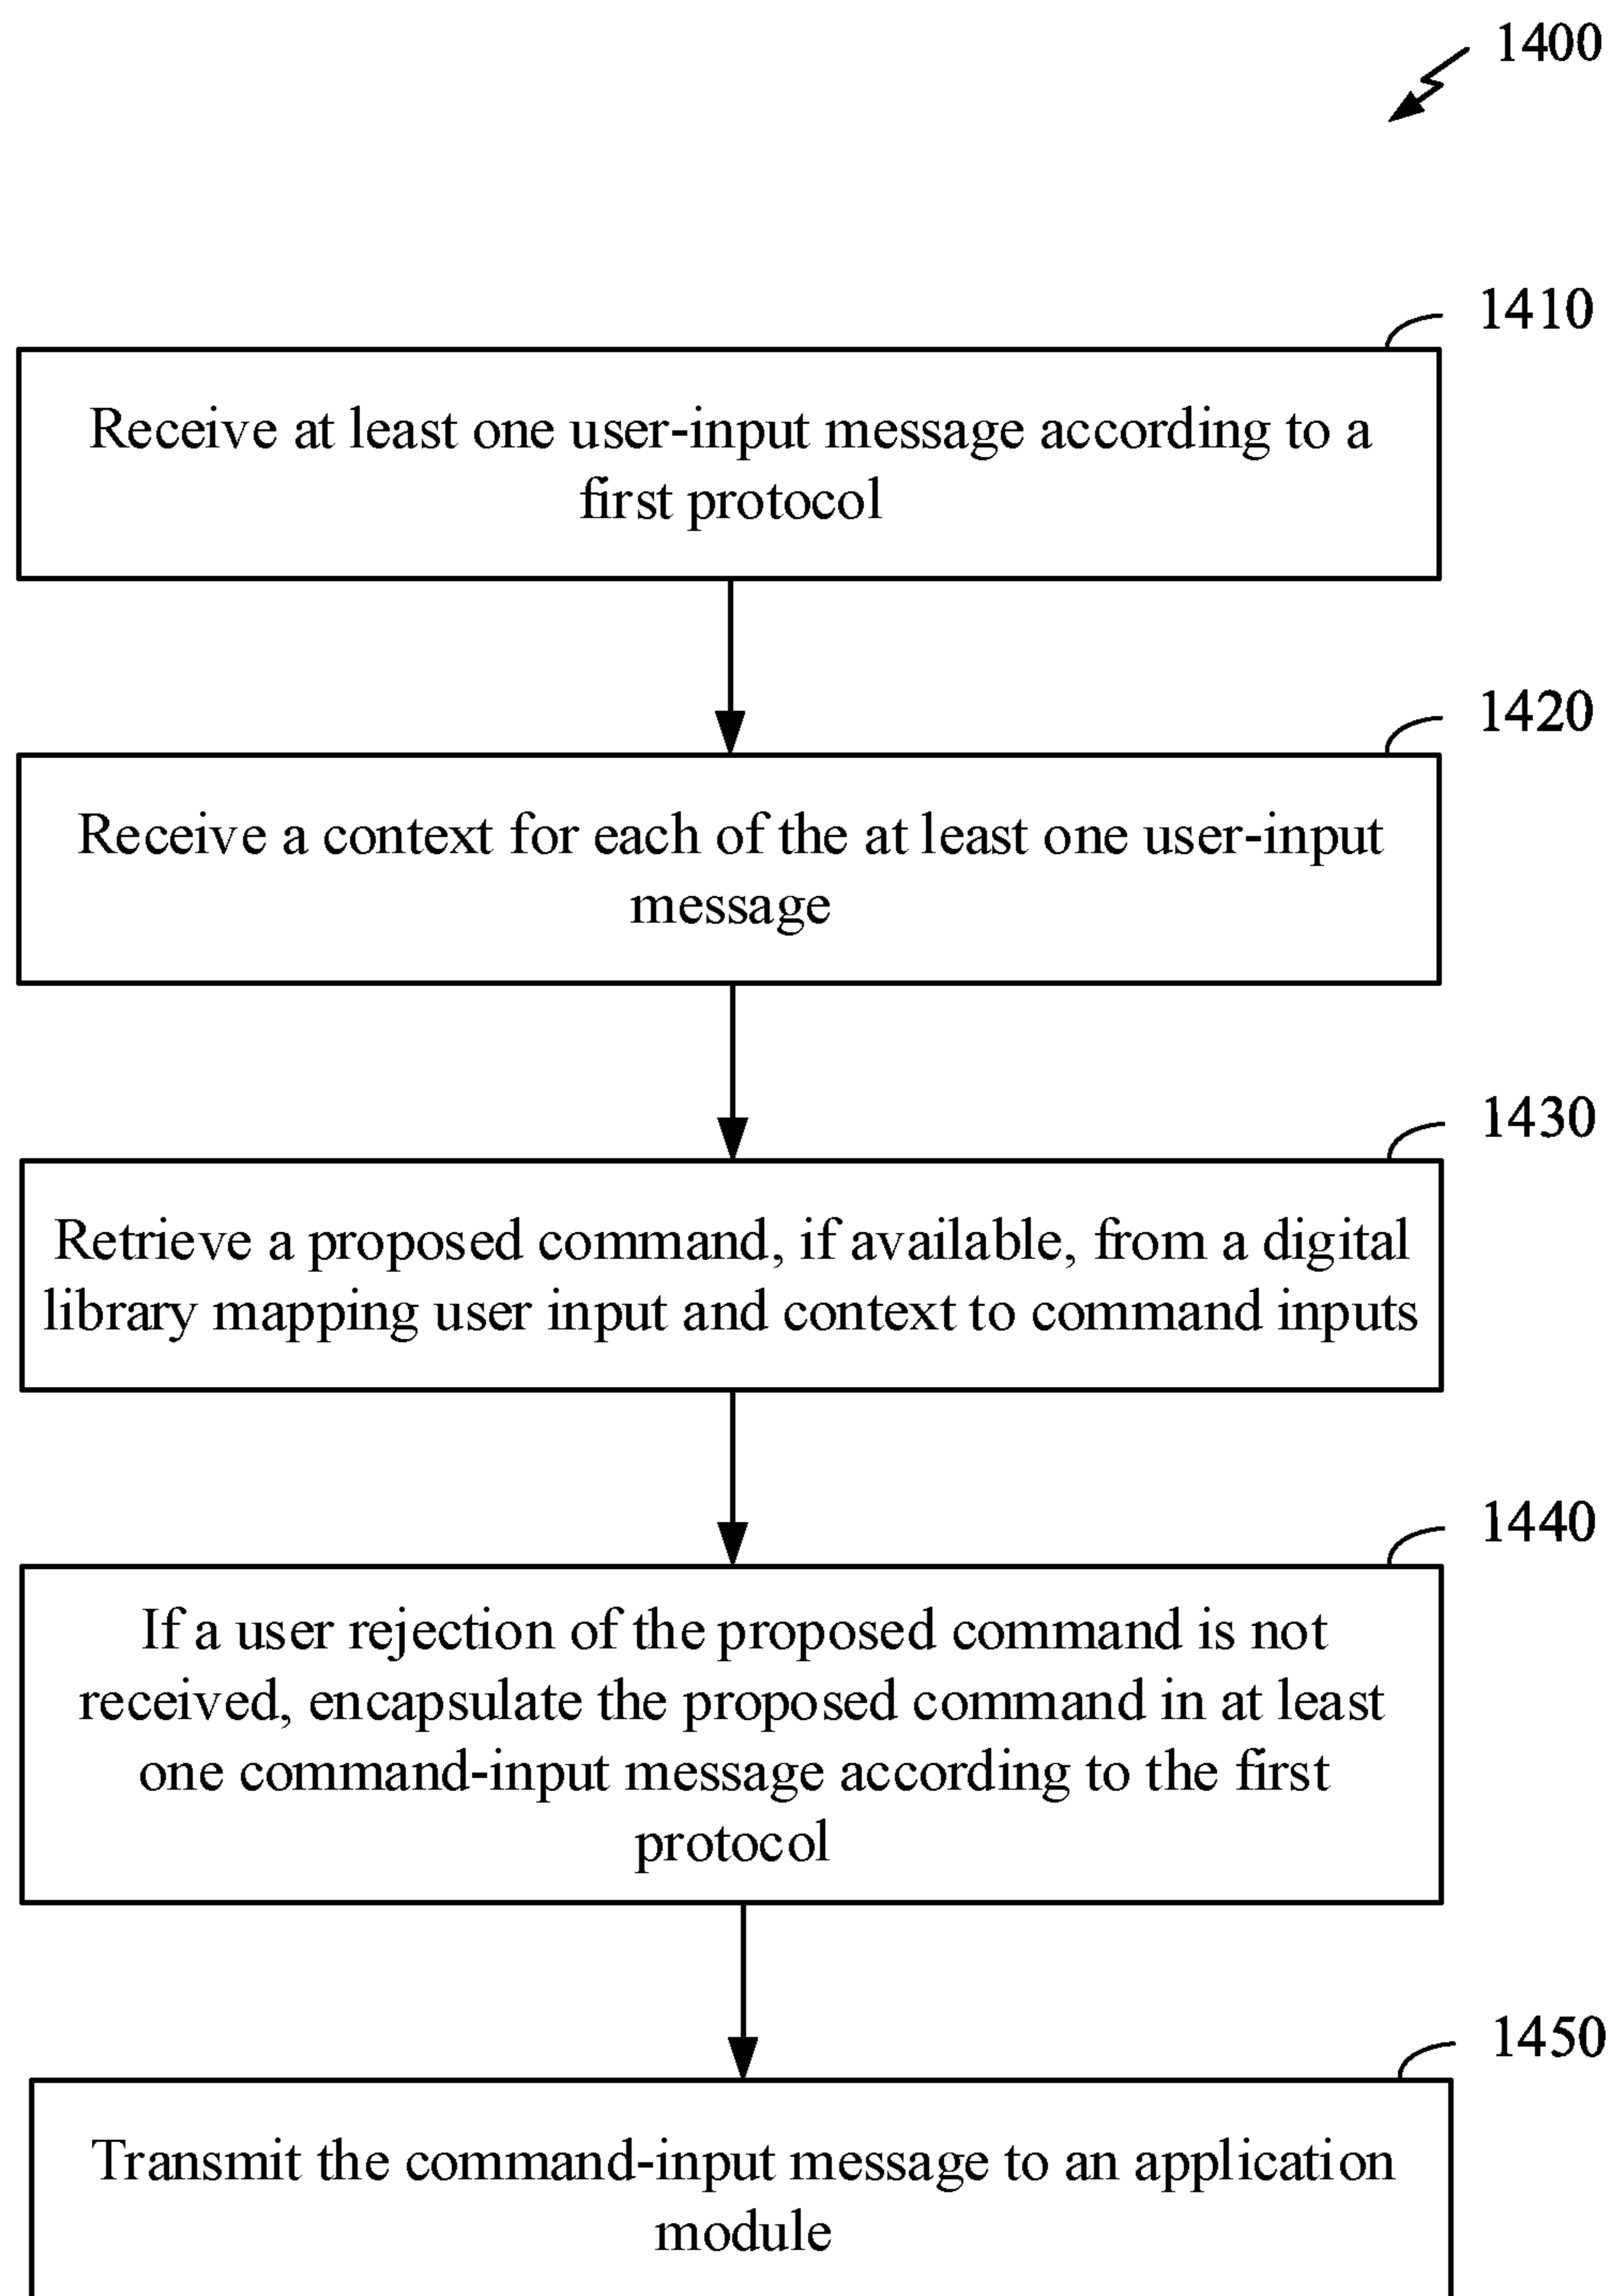 1400
1410
Receive at least one user-input message according to a
first protocol
1420
Receive a context for each of the at least one user-input
message
1430
Retrieve a proposed command, if available, from a digital
library mapping user input and context to command inputs
1440
If a user rejection of the proposed command is not
received, encapsulate the proposed command in at least
one command-input message according to the first
protocol
1450
Transmit the command-input message to an application
module